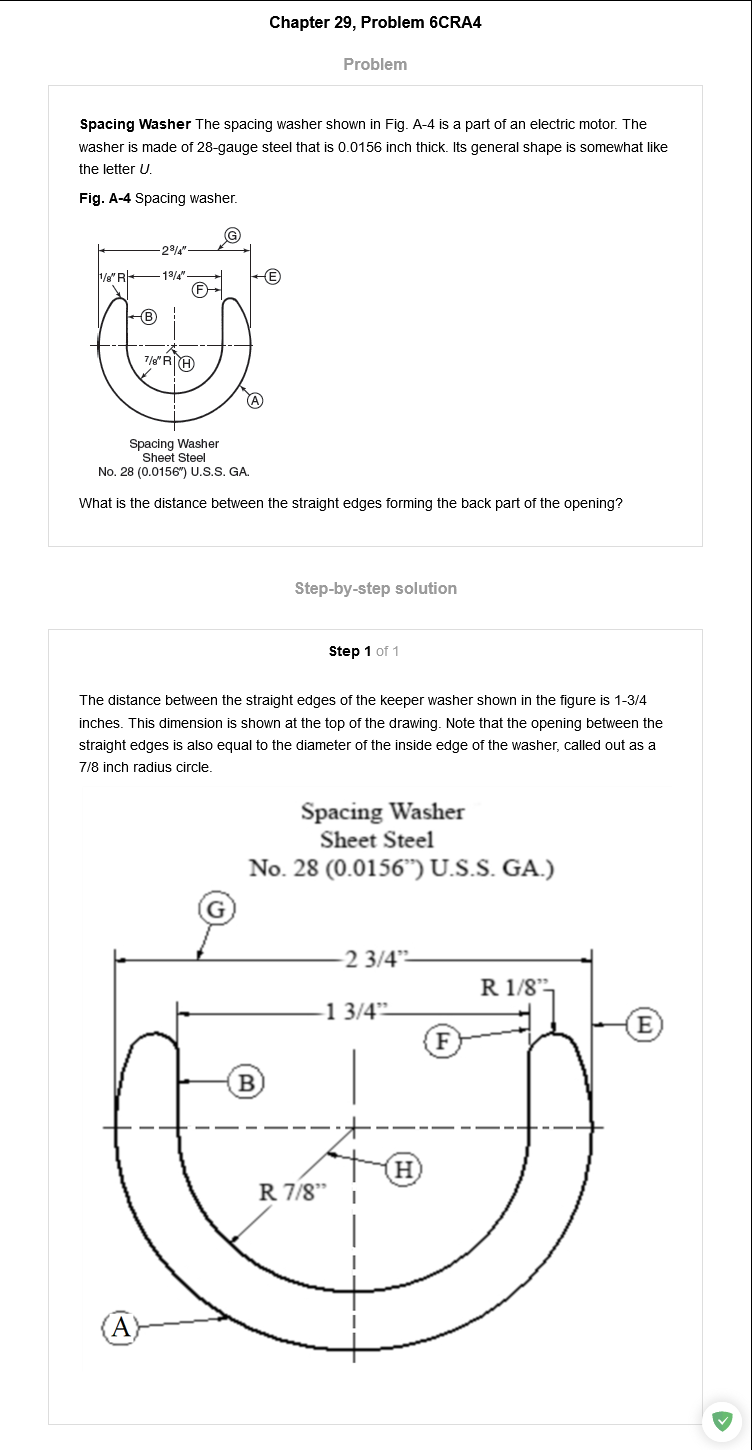 Chapter 29, Problem 6CRA4
Problem
Spacing Washer The spacing washer shown in Fig. A-4 is a part of an electric motor. The
washer is made of 28-gauge steel that is 0.0156 inch thick. Its general shape is somewhat like
the letter U.
Fig. A-4 Spacing washer.
G
2 3/4"
1/8" R
1 3/4"
E
F
B
7/8" R
H
A
Spacing Washer
Sheet Steel
No. 28 (0.0156") U.S.S. GA.
What is the distance between the straight edges forming the back part of the opening?
Step-by-step solution
Step 1 of 1
The distance between the straight edges of the keeper washer shown in the figure is 1-3/4
inches. This dimension is shown at the top of the drawing. Note that the opening between the
straight edges is also equal to the diameter of the inside edge of the washer, called out as a
7/8 inch radius circle.
Spacing Washer
Sheet Steel
No. 28 (0.0156”) U.S.S. GA.)
G
2 3/4”
R 1/8”
1 3/4”
E
F
B
H
R 7/8”
A